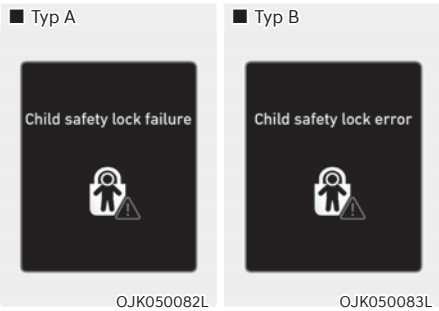 ■ Typ A
Child safety lock failure
OJK050082L
■ Typ B
Child safety lock error
OJK050083L